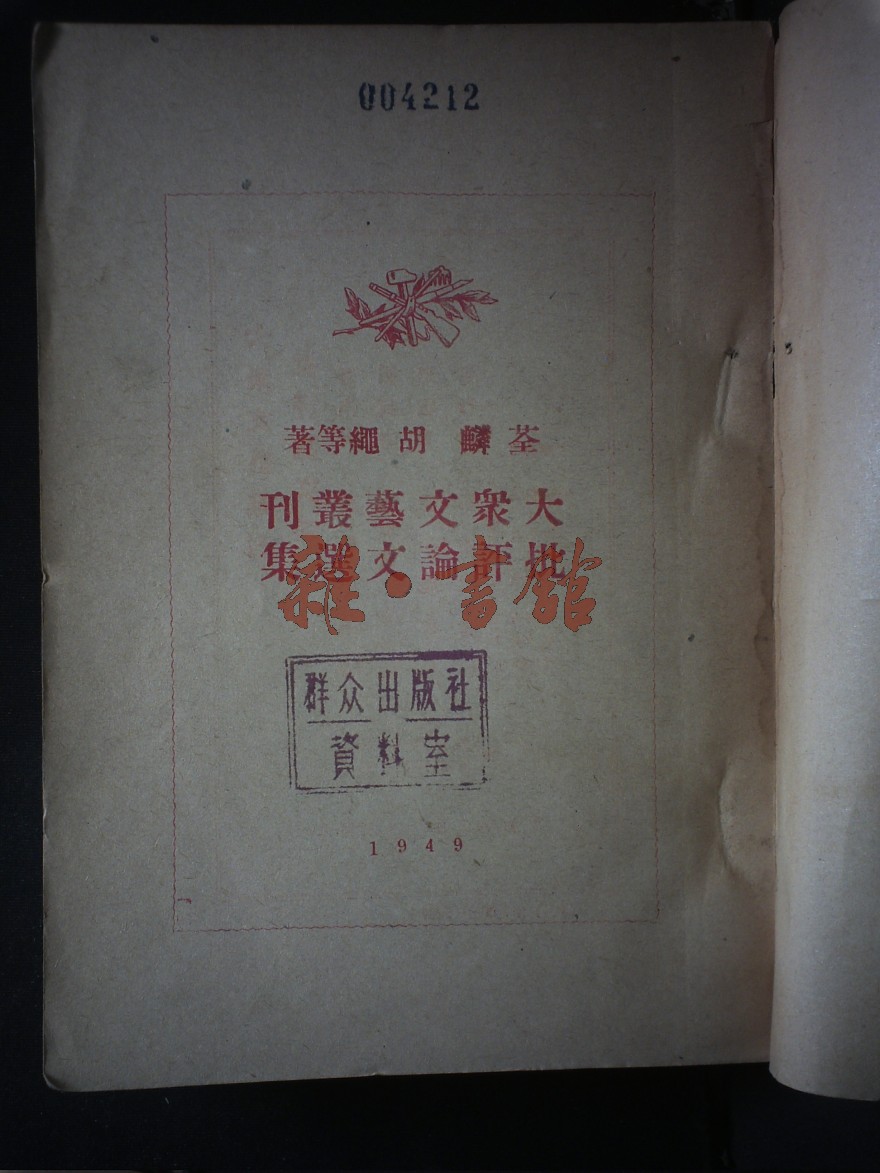 004212
荃麟 胡繩等著
大衆文藝叢刊
批評論文選集
雜·書館
群众出版社
資料室
1949